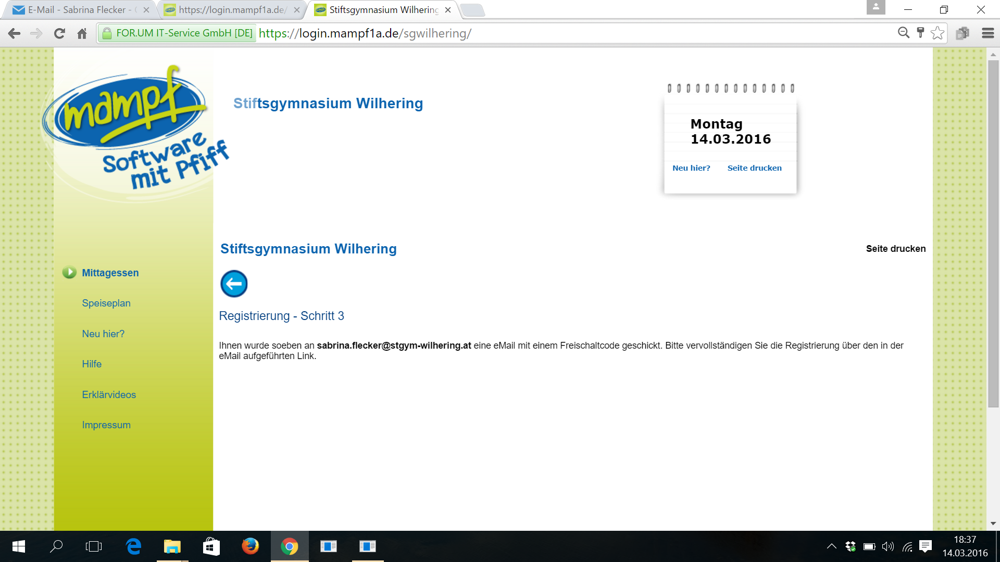 E-Mail - Sabrina Flecker -
https://login.mampf1a.de/
Stiftsgymnasium Wilhering
FOR.UM IT-Service GmbH [DE] https://login.mampf1a.de/sgwilhering/
mampf
Software
mit Pfiff
Stiftsgymnasium Wilhering
Montag
14.03.2016
Neu hier? Seite drucken
Stiftsgymnasium Wilhering
Seite drucken
Mittagessen
Speiseplan
Neu hier?
Hilfe
Erklärvideos
Impressum
Registrierung - Schritt 3
Ihnen wurde soeben an sabrina.flecker@stgym-wilhering.at eine eMail mit einem Freischaltcode geschickt. Bitte vervollständigen Sie die Registrierung über den in der
eMail aufgeführten Link.
18:37
14.03.2016